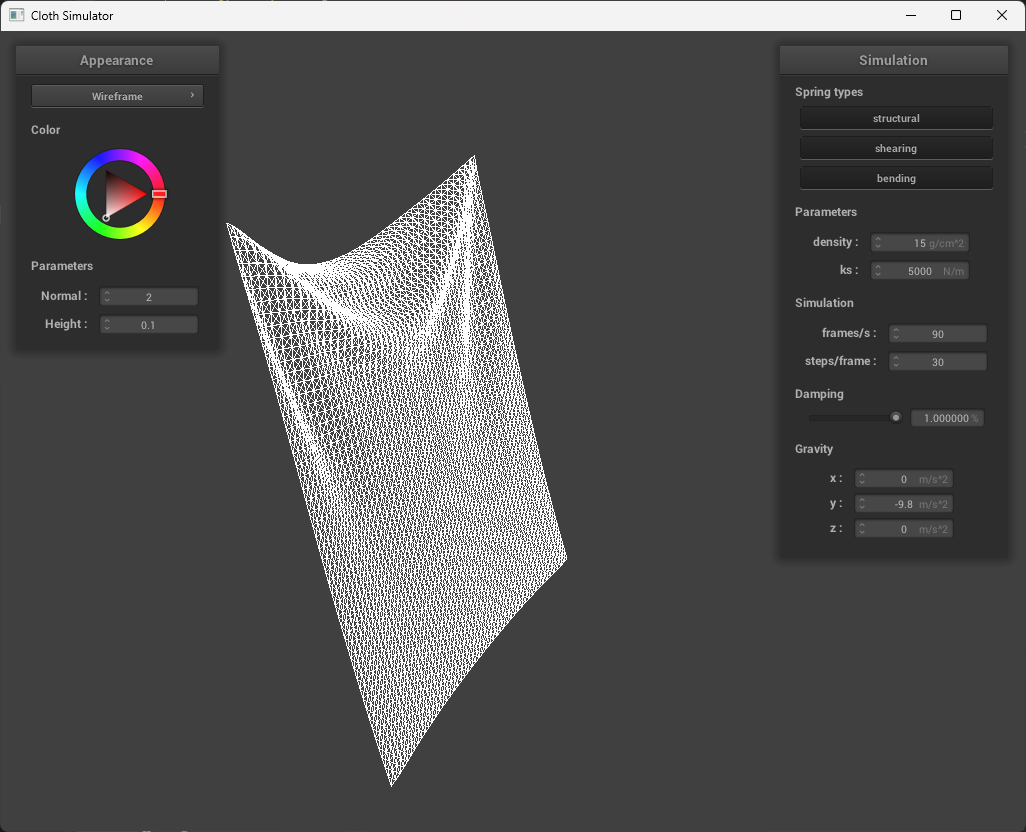 Cloth Simulator
Appearance
Wireframe
Color
Parameters
Normal : 2
Height : 0.1
Simulation
Spring types
structural
shearing
bending
Parameters
density : 15 g/cm^2
ks : 5000 N/m
Simulation
frames/s : 90
steps/frame : 30
Damping
1.000000 %
Gravity
x : 0 m/s^2
y : -9.8 m/s^2
z : 0 m/s^2